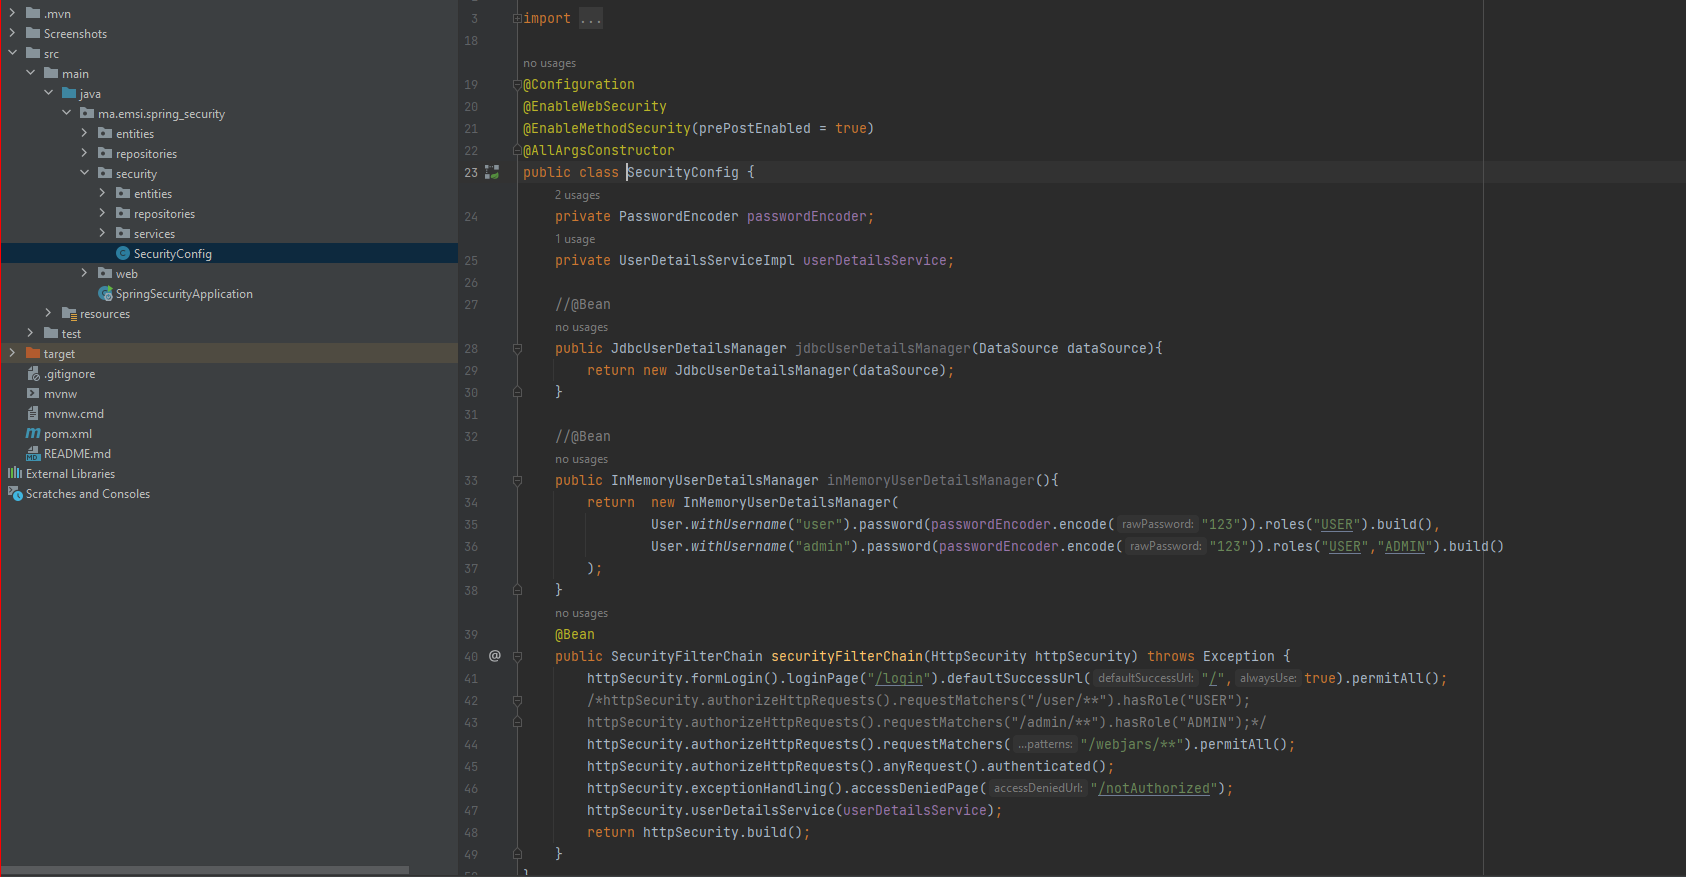 .mvn
Screenshots
src
main
java
ma.emsi.spring_security
entities
repositories
security
entities
repositories
services
SecurityConfig
web
SpringSecurityApplication
resources
test
target
.gitignore
mvnw
mvnw.cmd
pom.xml
README.md
External Libraries
Scratches and Consoles
3 import ...
18
no usages
19 @Configuration
20 @EnableWebSecurity
21 @EnableMethodSecurity(prePostEnabled = true)
22 @AllArgsConstructor
23 public class SecurityConfig {
2 usages
24 private PasswordEncoder passwordEncoder;
1 usage
25 private UserDetailsServiceImpl userDetailsService;
26
27 //@Bean
no usages
28 public JdbcUserDetailsManager jdbcUserDetailsManager(DataSource dataSource){
29 return new JdbcUserDetailsManager(dataSource);
30 }
31
32 //@Bean
no usages
33 public InMemoryUserDetailsManager inMemoryUserDetailsManager(){
34 return  new InMemoryUserDetailsManager(
35 User.withUsername("user").password(passwordEncoder.encode( rawPassword: "123")).roles("USER").build(),
36 User.withUsername("admin").password(passwordEncoder.encode( rawPassword: "123")).roles("USER","ADMIN").build()
37 );
38 }
no usages
39 @Bean
40 @ public SecurityFilterChain securityFilterChain(HttpSecurity httpSecurity) throws Exception {
41 httpSecurity.formLogin().loginPage("/login").defaultSuccessUrl( defaultSuccessUrl: "/", alwaysUse: true).permitAll();
42 /*httpSecurity.authorizeHttpRequests().requestMatchers("/user/**").hasRole("USER");
43 httpSecurity.authorizeHttpRequests().requestMatchers("/admin/**").hasRole("ADMIN");*/
44 httpSecurity.authorizeHttpRequests().requestMatchers( ...patterns: "/webjars/**").permitAll();
45 httpSecurity.authorizeHttpRequests().anyRequest().authenticated();
46 httpSecurity.exceptionHandling().accessDeniedPage( accessDeniedUrl: "/notAuthorized");
47 httpSecurity.userDetailsService(userDetailsService);
48 return httpSecurity.build();
49 }